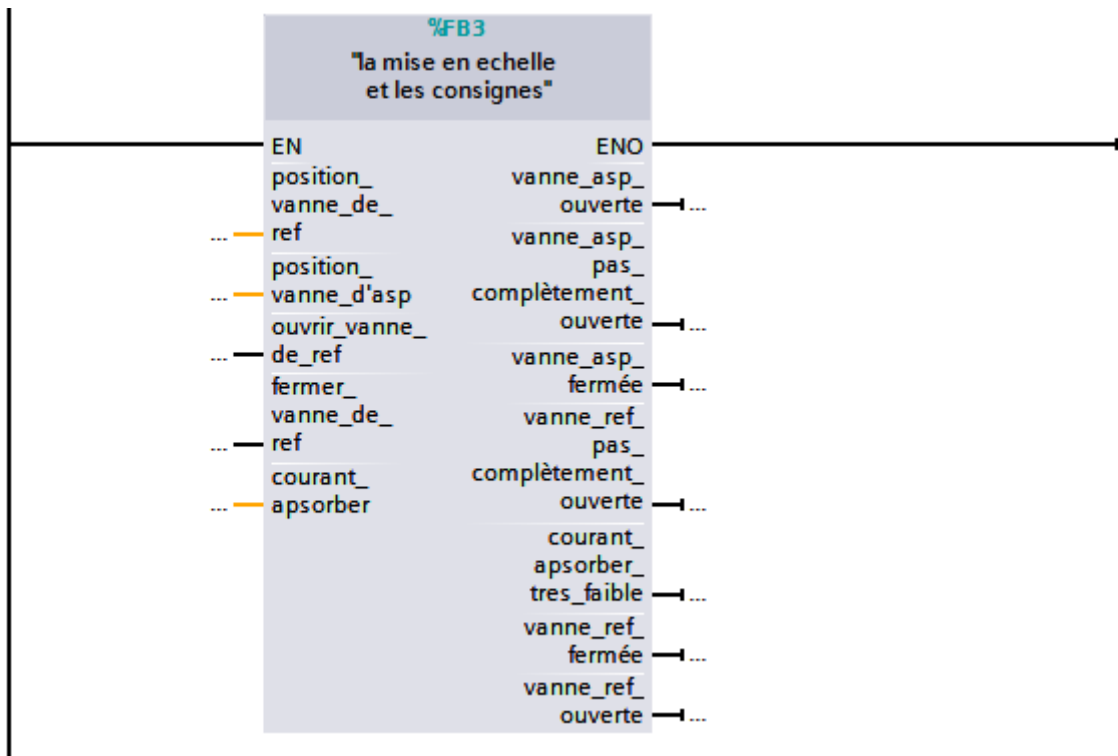 %FB3
"la mise en echelle
et les consignes"
EN
ENO
position_
vanne_de_
ref
...
position_
vanne_d'asp
...
ouvrir_vanne_
de_ref
...
fermer_
vanne_de_
ref
...
courant_
apsorber
...
vanne_asp_
ouverte
...
vanne_asp_
pas_
complètement_
ouverte
...
vanne_asp_
fermée
...
vanne_ref_
pas_
complètement_
ouverte
...
courant_
apsorber_
tres_faible
...
vanne_ref_
fermée
...
vanne_ref_
ouverte
...